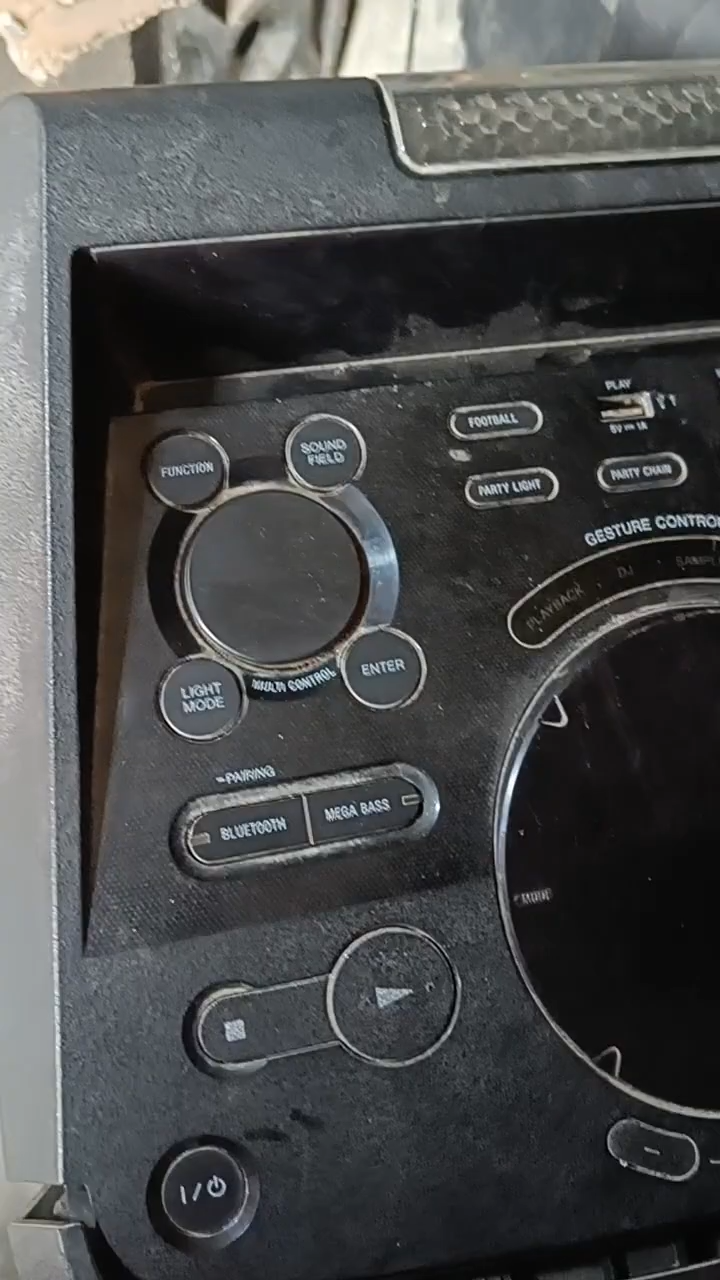 PLAY
FOOTBALL
5V ⎓ 1A
FUNCTION
SOUND
FIELD
PARTY LIGHT
PARTY CHAIN
GESTURE CONTROL
PLAYBACK
DJ
LIGHT
MODE
MULTI CONTROL
ENTER
PAIRING
BLUETOOTH
MEGA BASS
MODE
-